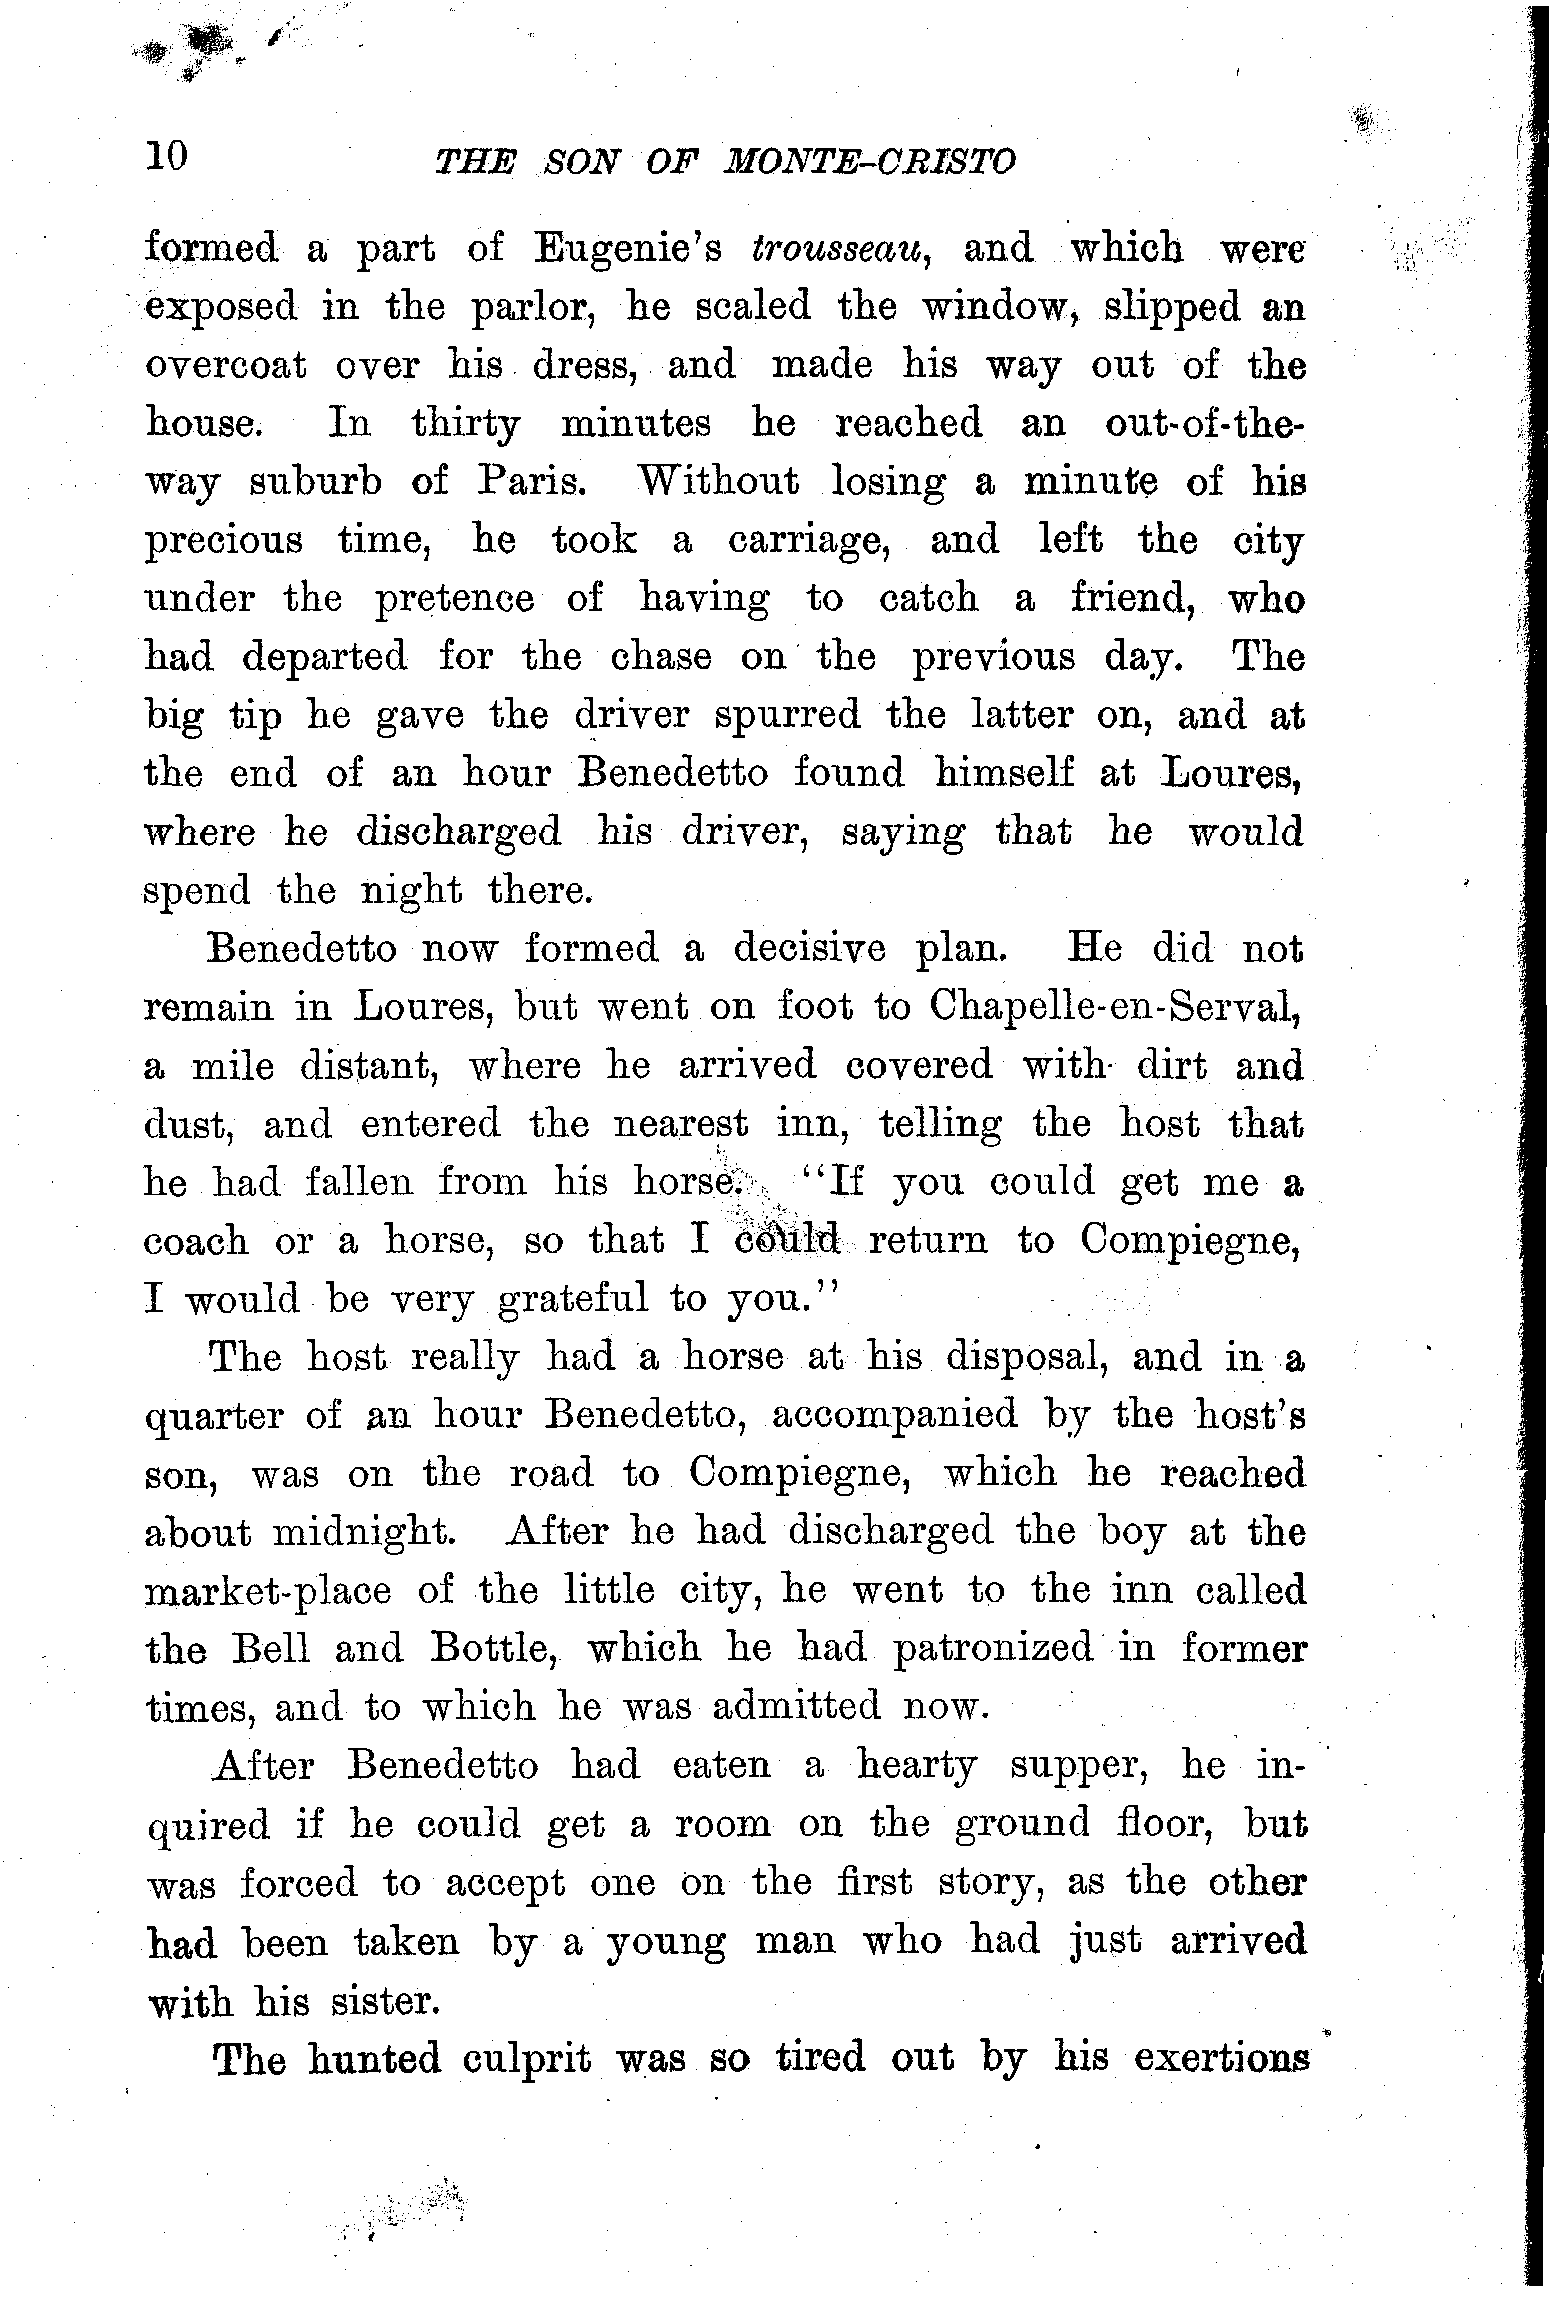 10 THE SON OF MONTE-CRISTO
formed a part of Eugenie's trousseau, and which were
exposed in the parlor, he scaled the window, slipped an
overcoat over his dress, and made his way out of the
house. In thirty minutes he reached an out-of-the-
way suburb of Paris. Without losing a minute of his
precious time, he took a carriage, and left the city
under the pretence of having to catch a friend, who
had departed for the chase on the previous day. The
big tip he gave the driver spurred the latter on, and at
the end of an hour Benedetto found himself at Loures,
where he discharged his driver, saying that he would
spend the night there.
Benedetto now formed a decisive plan. He did not
remain in Loures, but went on foot to Chapelle-en-Serval,
a mile distant, where he arrived covered with dirt and
dust, and entered the nearest inn, telling the host that
he had fallen from his horse. "If you could get me a
coach or a horse, so that I could return to Compiegne,
I would be very grateful to you."
The host really had a horse at his disposal, and in a
quarter of an hour Benedetto, accompanied by the host's
son, was on the road to Compiegne, which he reached
about midnight. After he had discharged the boy at the
market-place of the little city, he went to the inn called
the Bell and Bottle, which he had patronized in former
times, and to which he was admitted now.
After Benedetto had eaten a hearty supper, he in-
quired if he could get a room on the ground floor, but
was forced to accept one on the first story, as the other
had been taken by a young man who had just arrived
with his sister.
The hunted culprit was so tired out by his exertions